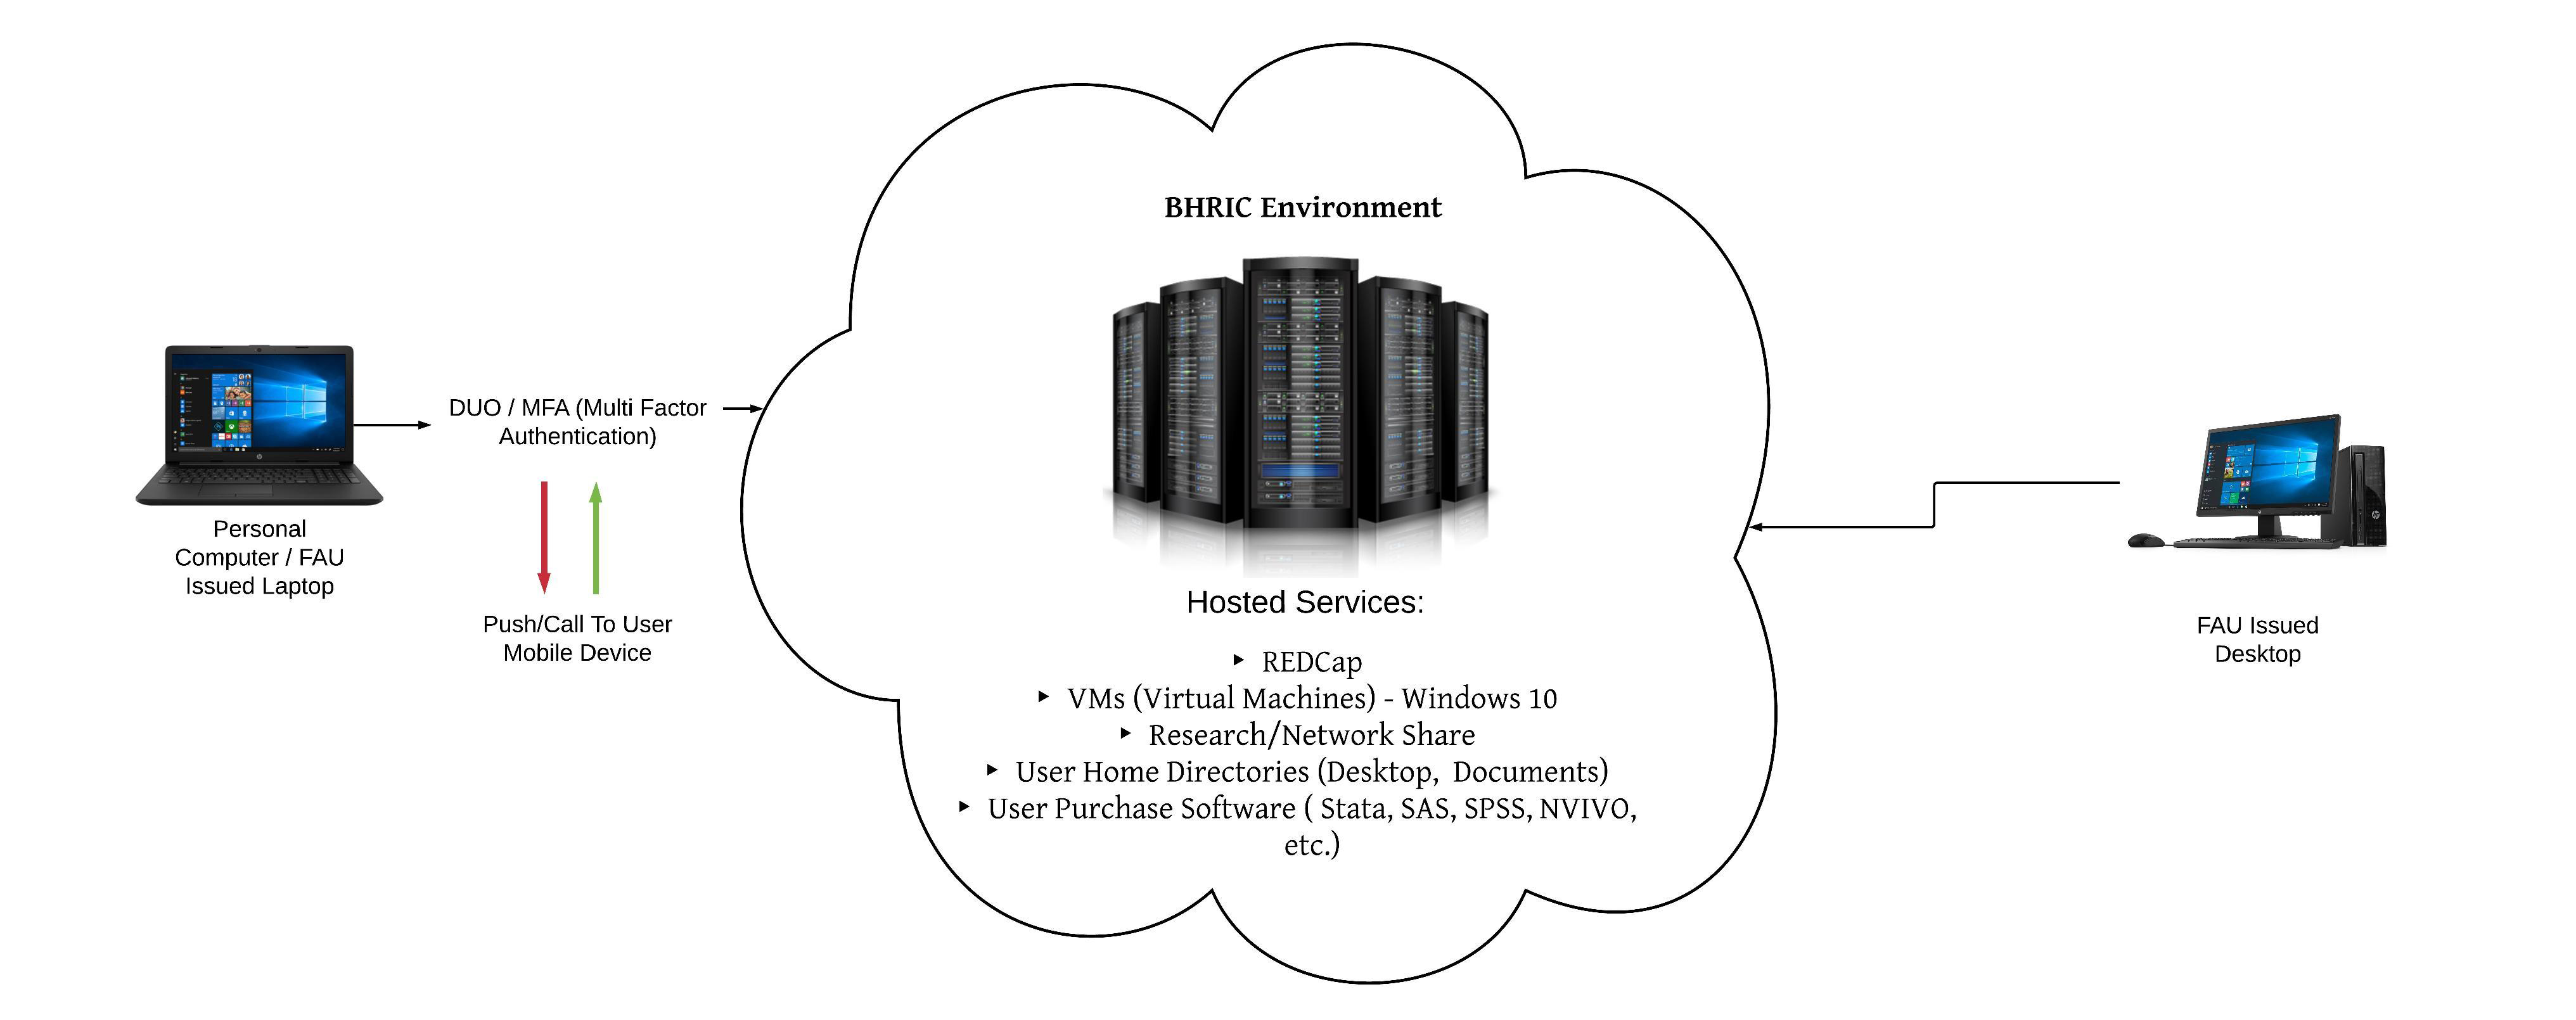 BHRIC Environment
DUO / MFA (Multi Factor
Authentication)
Personal
Computer / FAU
Issued Laptop
Push/Call To User
Mobile Device
Hosted Services:
‣ REDCap
‣ VMs (Virtual Machines) - Windows 10
‣ Research/Network Share
‣ User Home Directories (Desktop,  Documents)
‣ User Purchase Software ( Stata, SAS, SPSS, NVIVO,
etc.)
FAU Issued
Desktop